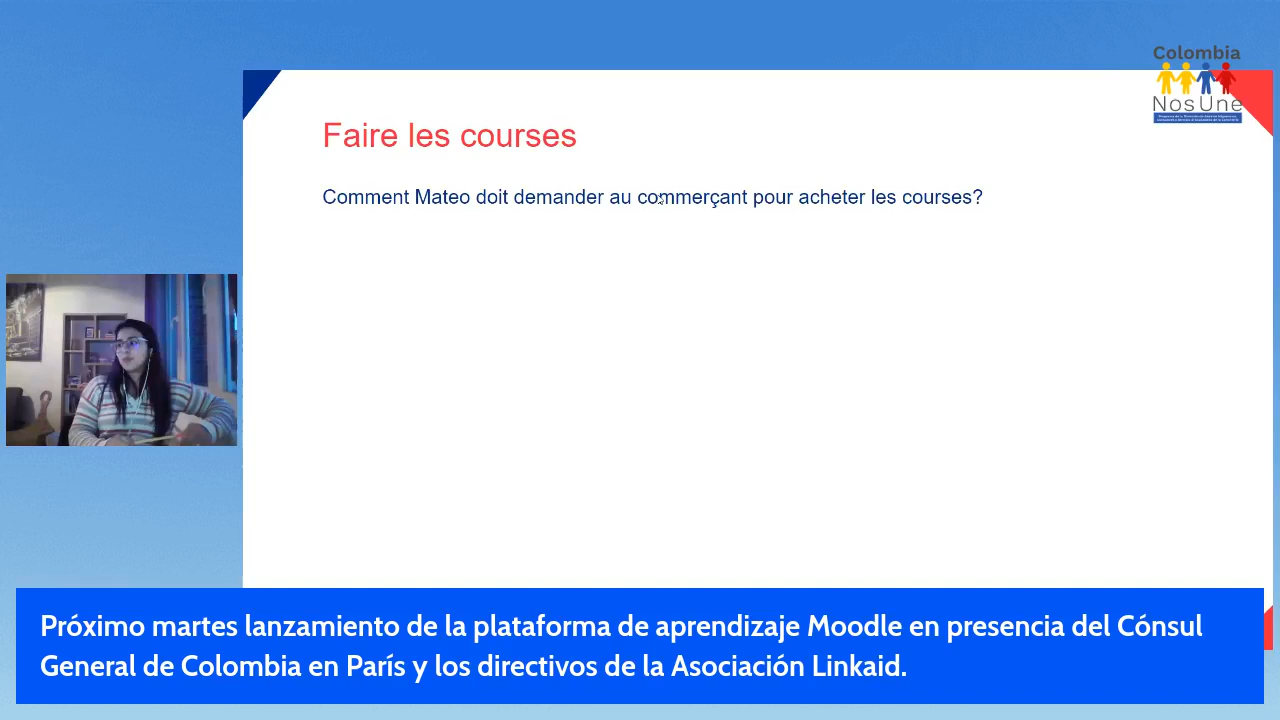 Colombia
NosUne
Faire les courses
Comment Mateo doit demander au commerçant pour acheter les courses?
Próximo martes lanzamiento de la plataforma de aprendizaje Moodle en presencia del Cónsul
General de Colombia en París y los directivos de la Asociación Linkaid.